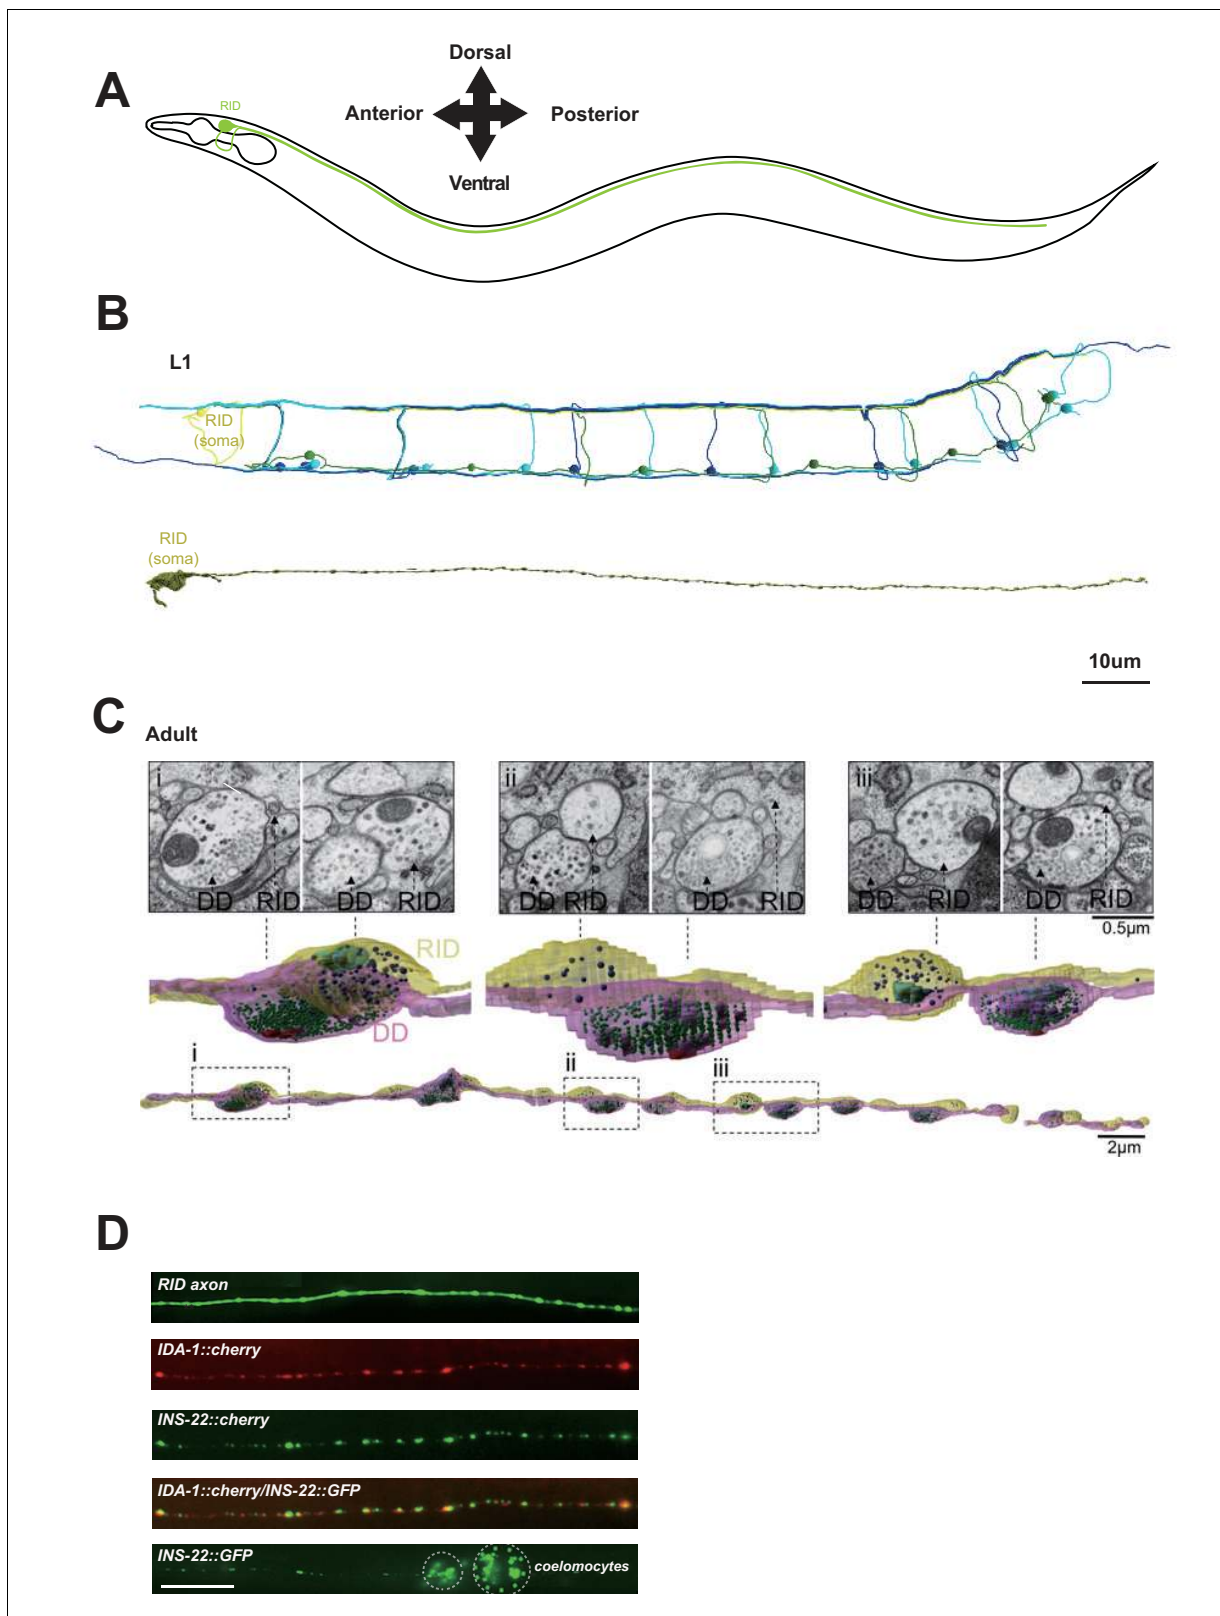 A
Dorsal
RID
Anterior
Posterior
Ventral
B
L1
RID
(soma)
RID
(soma)
10um
C
Adult
i
ii
iii
DD RID DD RID
DD RID DD RID
DD RID DD RID
0.5µm
RID
DD
i
ii
iii
2µm
D
RID axon
IDA-1::cherry
INS-22::cherry
IDA-1::cherry/INS-22::GFP
INS-22::GFP
coelomocytes